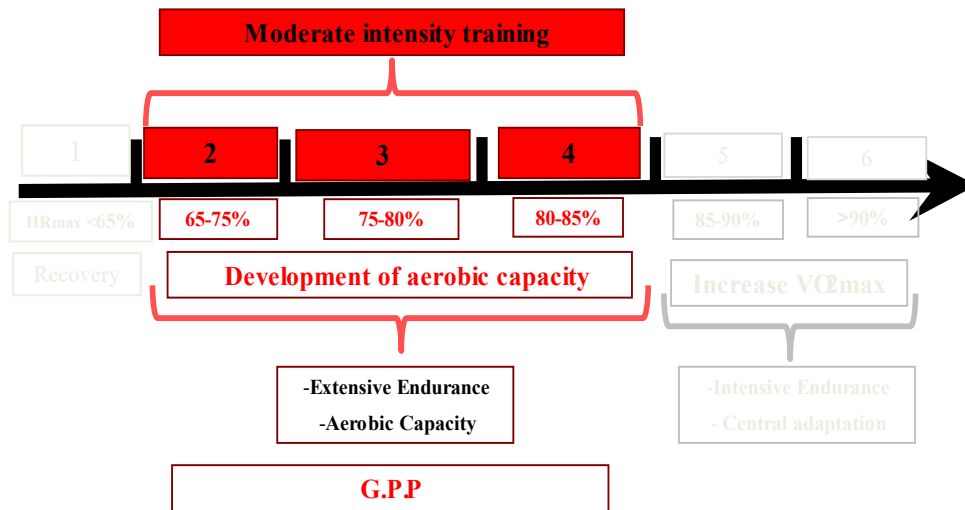 Moderate intensity training
1 2 3 4 5 6
HRmax <65% 65-75% 75-80% 80-85% 85-90% >90%
Recovery Development of aerobic capacity Increase VO2max
-Extensive Endurance
-Aerobic Capacity
-Intensive Endurance
- Central adaptation
G.P.P